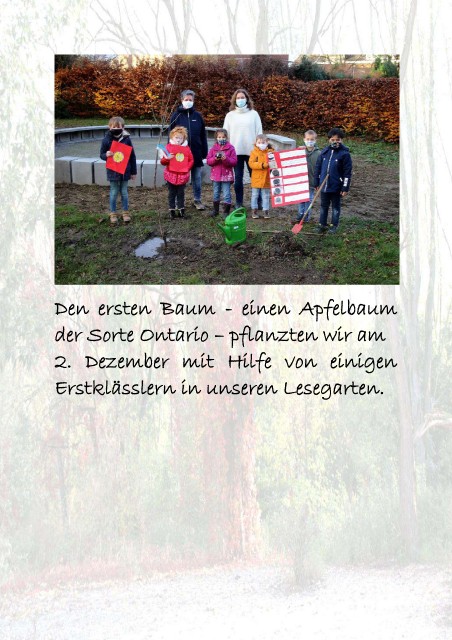 Den ersten Baum - einen Apfelbaum
der Sorte Ontario – pflanzten wir am
2. Dezember mit Hilfe von einigen
Erstklässlern in unseren Lesegarten.